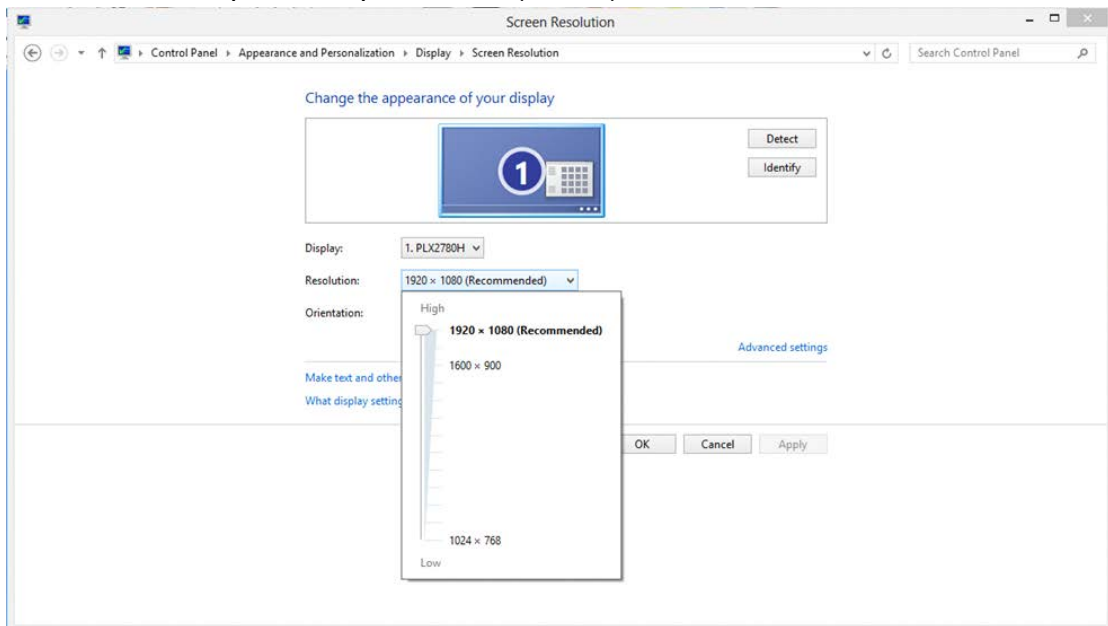 Screen Resolution
Control Panel ▸ Appearance and Personalization ▸ Display ▸ Screen Resolution
Search Control Panel
Change the appearance of your display
1
Detect
Identify
Display: 1. PLX2780H
Resolution: 1920 × 1080 (Recommended)
Orientation:
High
1920 × 1080 (Recommended)
1600 × 900
1024 × 768
Low
Advanced settings
Make text and other
What display setting
OK Cancel Apply